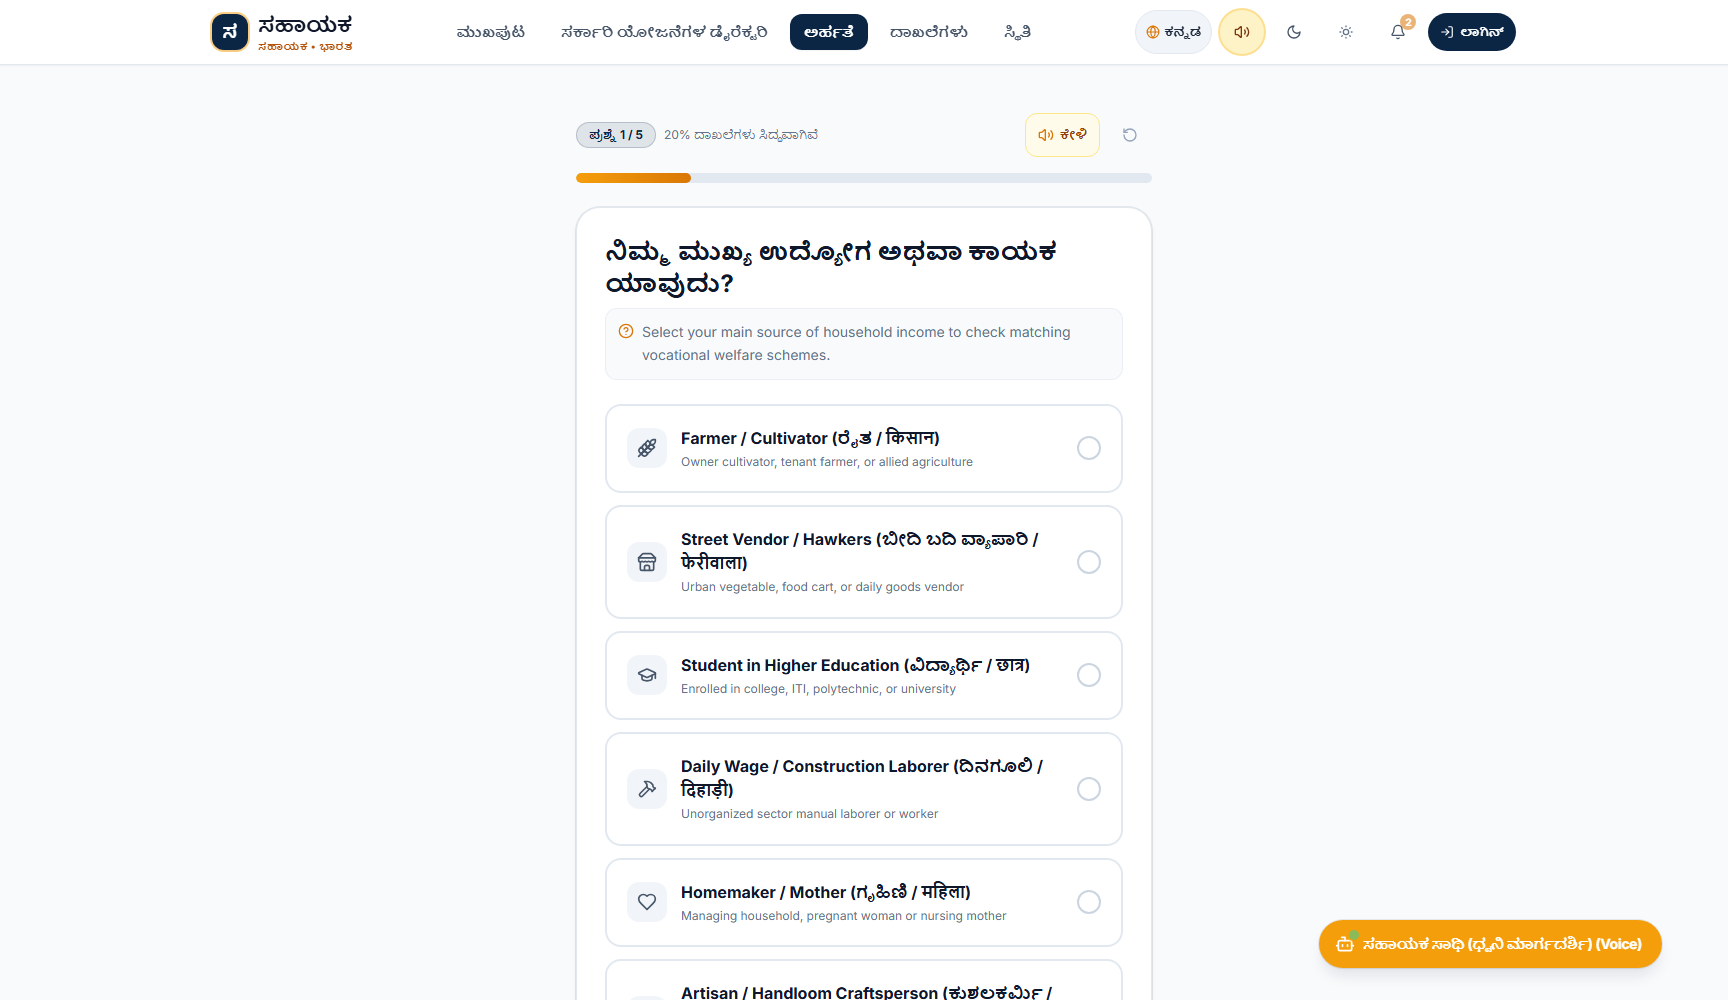 ಸ
ಸಹಾಯಕ
ಸಹಾಯಕ • ಭಾರತ
ಮುಖಪುಟ
ಸರ್ಕಾರಿ ಯೋಜನೆಗಳ ಡೈರೆಕ್ಟರಿ
ಅರ್ಹತೆ
ದಾಖಲೆಗಳು
ಸ್ಥಿತಿ
ಕನ್ನಡ
2
ಲಾಗಿನ್
ಪ್ರಶ್ನೆ 1 / 5
20% ದಾಖಲೆಗಳು ಸಿದ್ಧವಾಗಿವೆ
ಕೇಳಿ
ನಿಮ್ಮ ಮುಖ್ಯ ಉದ್ಯೋಗ ಅಥವಾ ಕಾಯಕ
ಯಾವುದು?
Select your main source of household income to check matching
vocational welfare schemes.
Farmer / Cultivator (ರೈತ / किसान)
Owner cultivator, tenant farmer, or allied agriculture
Street Vendor / Hawkers (ಬೀದಿ ಬದಿ ವ್ಯಾಪಾರಿ /
फेरीवाला)
Urban vegetable, food cart, or daily goods vendor
Student in Higher Education (ವಿದ್ಯಾರ್ಥಿ / छात्र)
Enrolled in college, ITI, polytechnic, or university
Daily Wage / Construction Laborer (ದಿನಗೂಲಿ /
दिहाड़ी)
Unorganized sector manual laborer or worker
Homemaker / Mother (ಗೃಹಿಣಿ / महिला)
Managing household, pregnant woman or nursing mother
Artisan / Handloom Craftsperson (ಕುಶಲಕರ್ಮಿ /
ಸಹಾಯಕ ಸಾಥಿ (ಧ್ವನಿ ಮಾರ್ಗದರ್ಶಿ) (Voice)